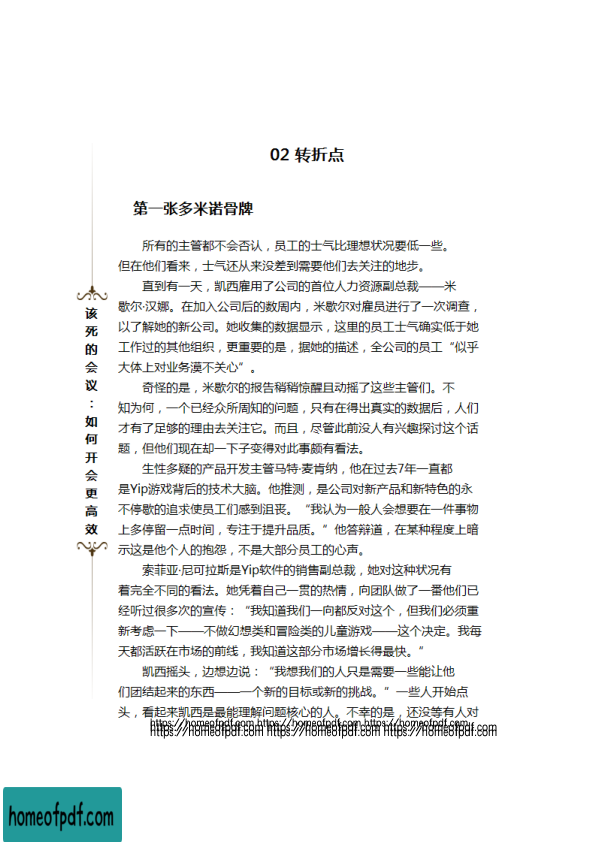 02 转折点
第一张多米诺骨牌
所有的主管都不会否认，员工的士气比理想状况要低一些。
但在他们看来，士气还从来没差到需要他们去关注的地步。
直到有一天，凯西雇用了公司的首位人力资源副总裁——米
歇尔·汉娜。在加入公司后的数周内，米歇尔对雇员进行了一次调查，
以了解她的新公司。她收集的数据显示，这里的员工士气确实低于她
工作过的其他组织，更重要的是，据她的描述，全公司的员工“似乎
大体上对业务漠不关心”。
奇怪的是，米歇尔的报告稍稍惊醒且动摇了这些主管们。不
知为何，一个已经众所周知的问题，只有在得出真实的数据后，人们
才有了足够的理由去关注它。而且，尽管此前没人有兴趣探讨这个话
题，但他们现在却一下子变得对此事颇有看法。
生性多疑的产品开发主管马特·麦肯纳，他在过去7年一直都
是Yip游戏背后的技术大脑。他推测，是公司对新产品和新特色的永
不停歇的追求使员工们感到沮丧。“我认为一般人会想要在一件事物
上多停留一点时间，专注于提升品质。”他答辩道，在某种程度上暗
示这是他个人的抱怨，不是大部分员工的心声。
索菲亚·尼可拉斯是Yip软件的销售副总裁，她对这种状况有
着完全不同的看法。她凭着自己一贯的热情，向团队做了一番他们已
经听过很多次的宣传：“我知道我们一向都反对这个，但我们必须重
新考虑一下——不做幻想类和冒险类的儿童游戏——这个决定。我每
天都活跃在市场的前线，我知道这部分市场增长得最快。”
凯西摇头，边想边说：“我想我们的人只是需要一些能让他
们团结起来的东西——一个新的目标或新的挑战。”一些人开始点
头，看起来凯西是最能理解问题核心的人。不幸的是，还没等有人对
https://homeofpdf.com https://homeofpdf.com https://homeofpdf.com
https://homeofpdf.com https://homeofpdf.com https://homeofpdf.com
该死的会议：如何开会更高效
homeofpdf.com